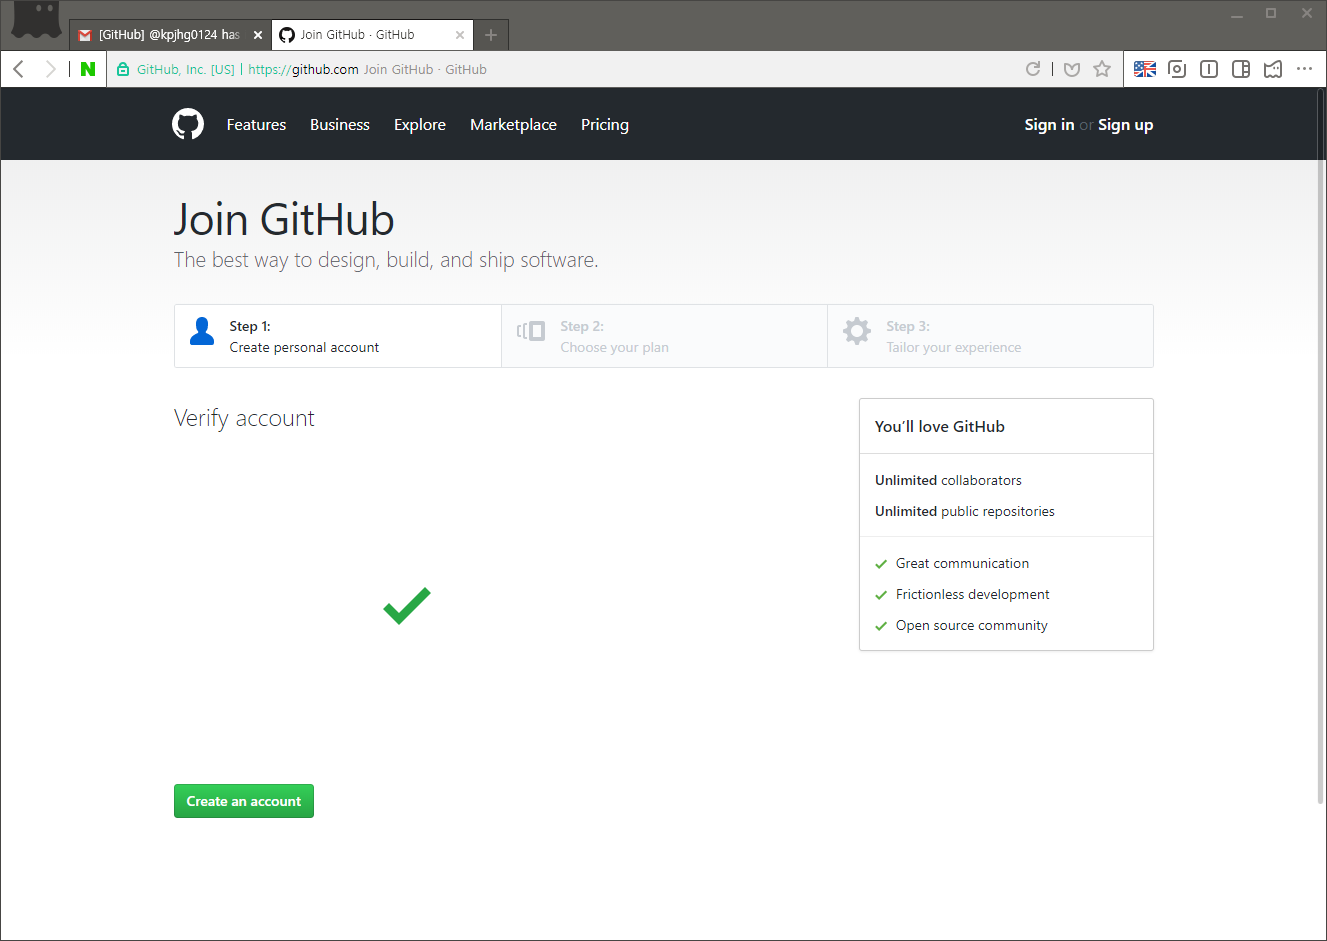 [GitHub] @kpjhg0124 has
Join GitHub · GitHub
N
GitHub, Inc. [US] | https://github.com Join GitHub · GitHub
Features Business Explore Marketplace Pricing
Sign in or Sign up
Join GitHub
The best way to design, build, and ship software.
Step 1:
Create personal account
Step 2:
Choose your plan
Step 3:
Tailor your experience
Verify account
Create an account
You'll love GitHub
Unlimited collaborators
Unlimited public repositories
Great communication
Frictionless development
Open source community